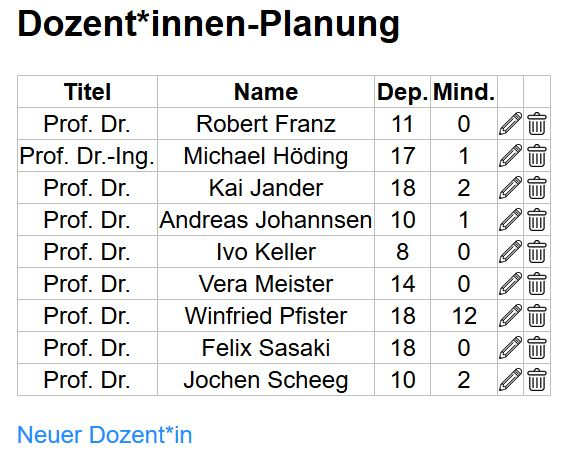 Dozent*innen-Planung
Titel Name Dep. Mind.
Prof. Dr. Robert Franz 11 0
Prof. Dr.-Ing. Michael Höding 17 1
Prof. Dr. Kai Jander 18 2
Prof. Dr. Andreas Johannsen 10 1
Prof. Dr. Ivo Keller 8 0
Prof. Dr. Vera Meister 14 0
Prof. Dr. Winfried Pfister 18 12
Prof. Dr. Felix Sasaki 18 0
Prof. Dr. Jochen Scheeg 10 2
Neuer Dozent*in